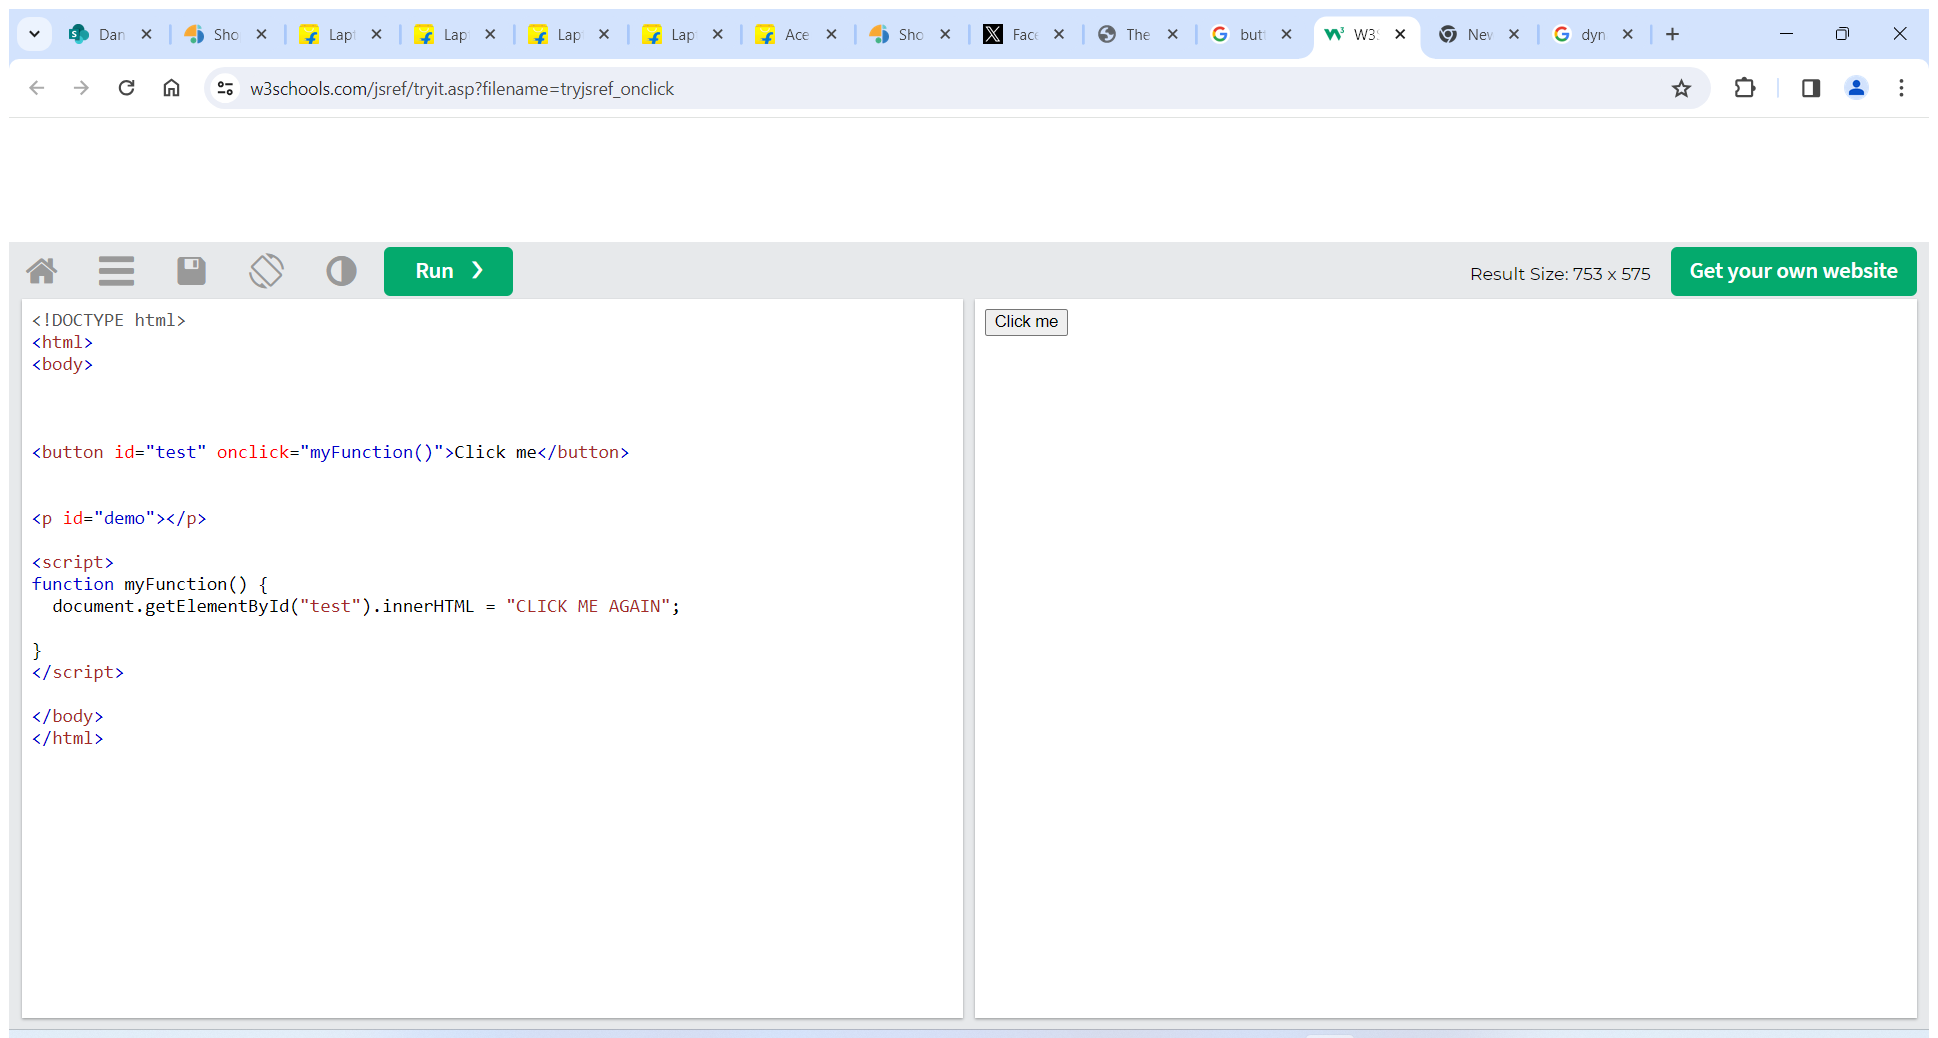 Dan Sho Lapt Lap Lap Lap Ace Sho Face The butt W3S New dyn
w3schools.com/jsref/tryit.asp?filename=tryjsref_onclick
Run ❯ Result Size: 753 x 575 Get your own website
<!DOCTYPE html>
<html>
<body>
<button id="test" onclick="myFunction()">Click me</button>
<p id="demo"></p>
<script>
function myFunction() {
document.getElementById("test").innerHTML = "CLICK ME AGAIN";
}
</script>
</body>
</html>
Click me